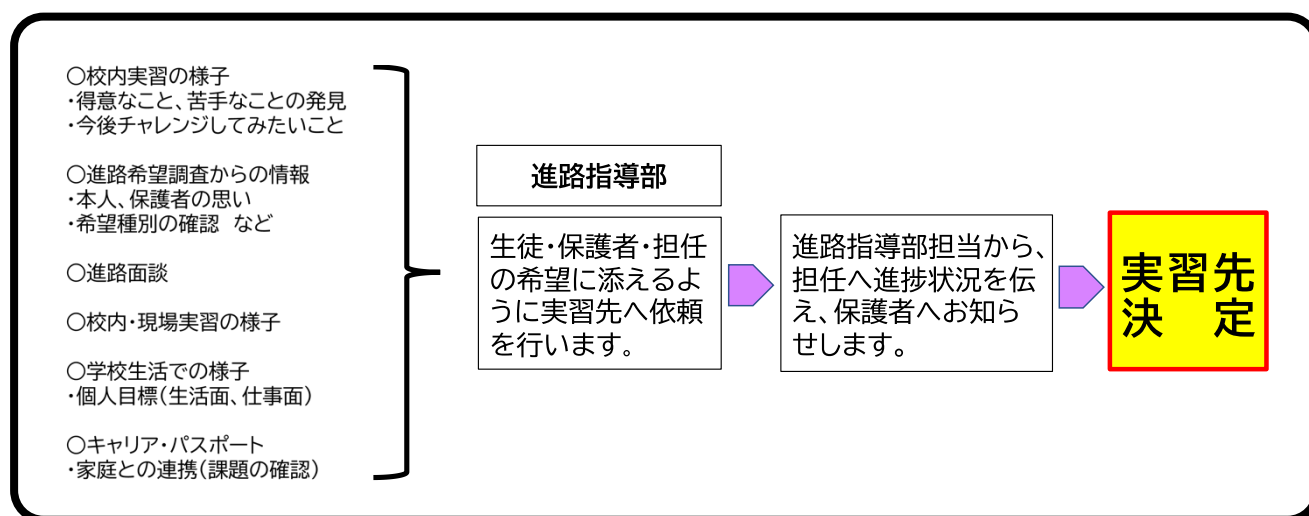 ○校内実習の様子
・得意なこと、苦手なことの発見
・今後チャレンジしてみたいこと
○進路希望調査からの情報
・本人、保護者の思い
・希望種別の確認　など
○進路面談
○校内・現場実習の様子
○学校生活での様子
・個人目標(生活面、仕事面)
○キャリア・パスポート
・家庭との連携(課題の確認)
進路指導部
生徒・保護者・担任
の希望に添えるよ
うに実習先へ依頼
を行います.
進路指導部担当から、
担任へ進捗状況を伝
え、保護者へお知ら
せします。
実習先
決　定